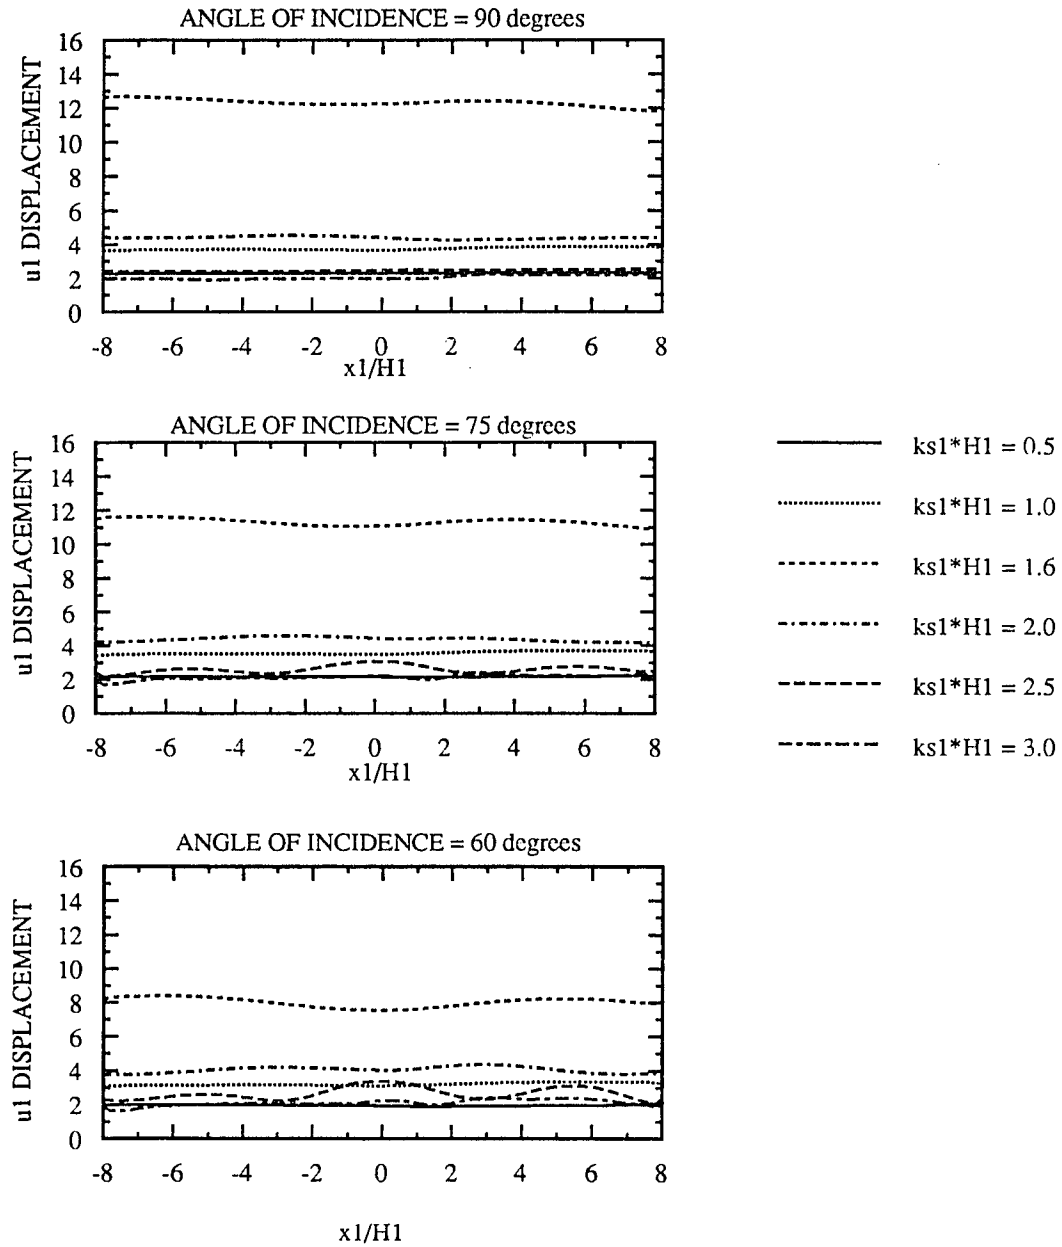 ANGLE OF INCIDENCE = 90 degrees
16
14
12
10
8
6
4
2
0
u1 DISPLACEMENT
-8 -6 -4 -2 0 2 4 6 8
x1/H1
ANGLE OF INCIDENCE = 75 degrees
16
14
12
10
8
6
4
2
0
u1 DISPLACEMENT
-8 -6 -4 -2 0 2 4 6 8
x1/H1
ks1*H1 = 0.5
ks1*H1 = 1.0
ks1*H1 = 1.6
ks1*H1 = 2.0
ks1*H1 = 2.5
ks1*H1 = 3.0
ANGLE OF INCIDENCE = 60 degrees
16
14
12
10
8
6
4
2
0
u1 DISPLACEMENT
-8 -6 -4 -2 0 2 4 6 8
x1/H1